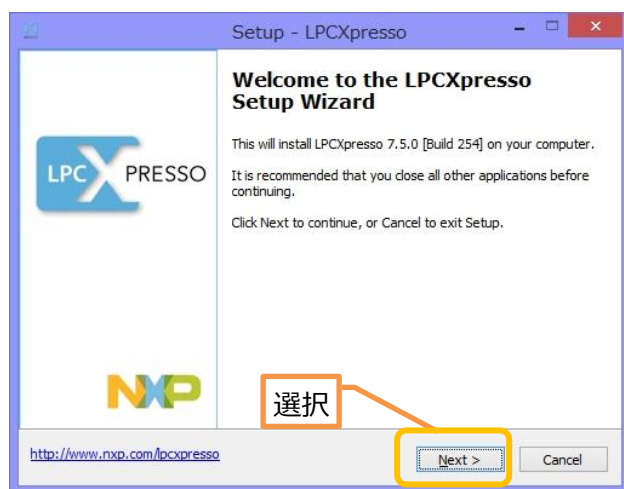 Setup - LPCXpresso
Welcome to the LPCXpresso
Setup Wizard
This will install LPCXpresso 7.5.0 [Build 254] on your computer.
It is recommended that you close all other applications before
continuing.
Click Next to continue, or Cancel to exit Setup.
LPC XPRESSO
NXP
選択
http://www.nxp.com/lpcxpresso
Next >
Cancel